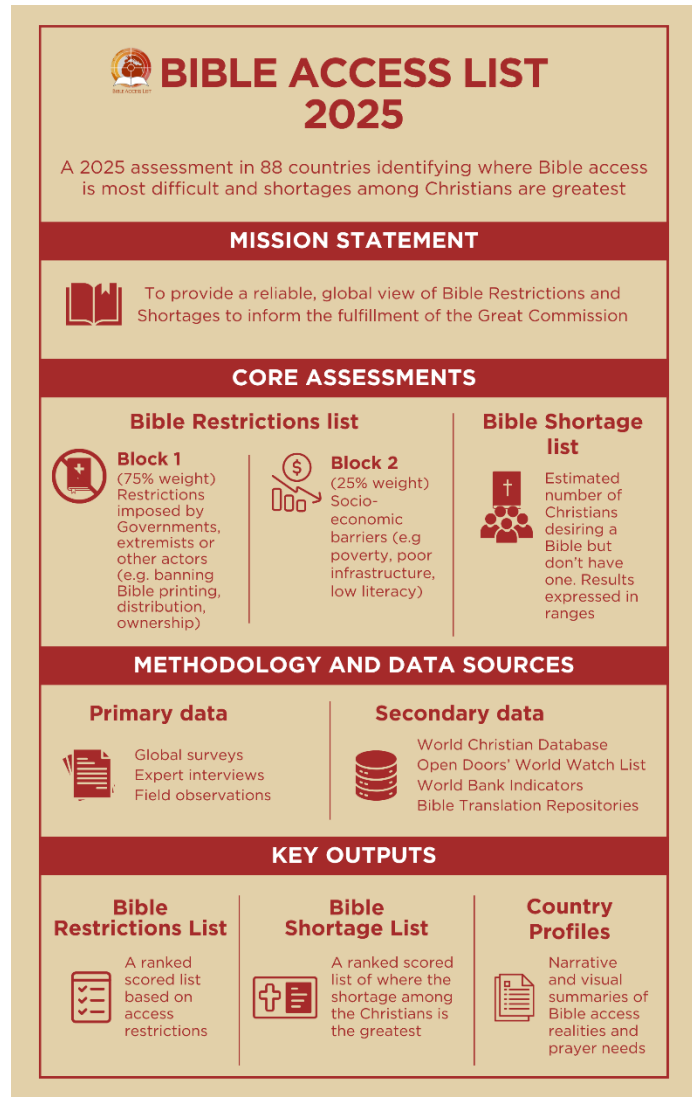 BIBLE ACCESS LIST
BIBLE ACCESS LIST
2025
A 2025 assessment in 88 countries identifying where Bible access
is most difficult and shortages among Christians are greatest
MISSION STATEMENT
To provide a reliable, global view of Bible Restrictions and
Shortages to inform the fulfillment of the Great Commission
CORE ASSESSMENTS
Bible Restrictions list
Block 1
(75% weight)
Restrictions
imposed by
Governments,
extremists or
other actors
(e.g. banning
Bible printing,
distribution,
ownership)
$
Block 2
(25% weight)
Socio-
economic
barriers (e.g
poverty, poor
infrastructure,
low literacy)
Bible Shortage
list
Estimated
number of
Christians
desiring a
Bible but
don't have
one. Results
expressed in
ranges
METHODOLOGY AND DATA SOURCES
Primary data
Global surveys
Expert interviews
Field observations
Secondary data
World Christian Database
Open Doors' World Watch List
World Bank Indicators
Bible Translation Repositories
KEY OUTPUTS
Bible
Restrictions List
A ranked
scored list
based on
access
restrictions
Bible
Shortage List
A ranked scored
list of where the
shortage among
the Christians is
the greatest
Country
Profiles
Narrative
and visual
summaries of
Bible access
realities and
prayer needs